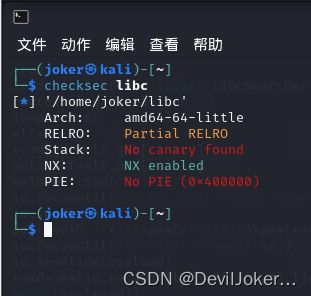 文件 动作 编辑 查看 帮助
┌──(joker㉿kali)-[~]
└─$ checksec libc
[*] '/home/joker/libc'
Arch: amd64-64-little
RELRO: Partial RELRO
Stack: No canary found
NX: NX enabled
PIE: No PIE (0×400000)
┌──(joker㉿kali)-[~]
└─$
CSDN @DevilJoker...